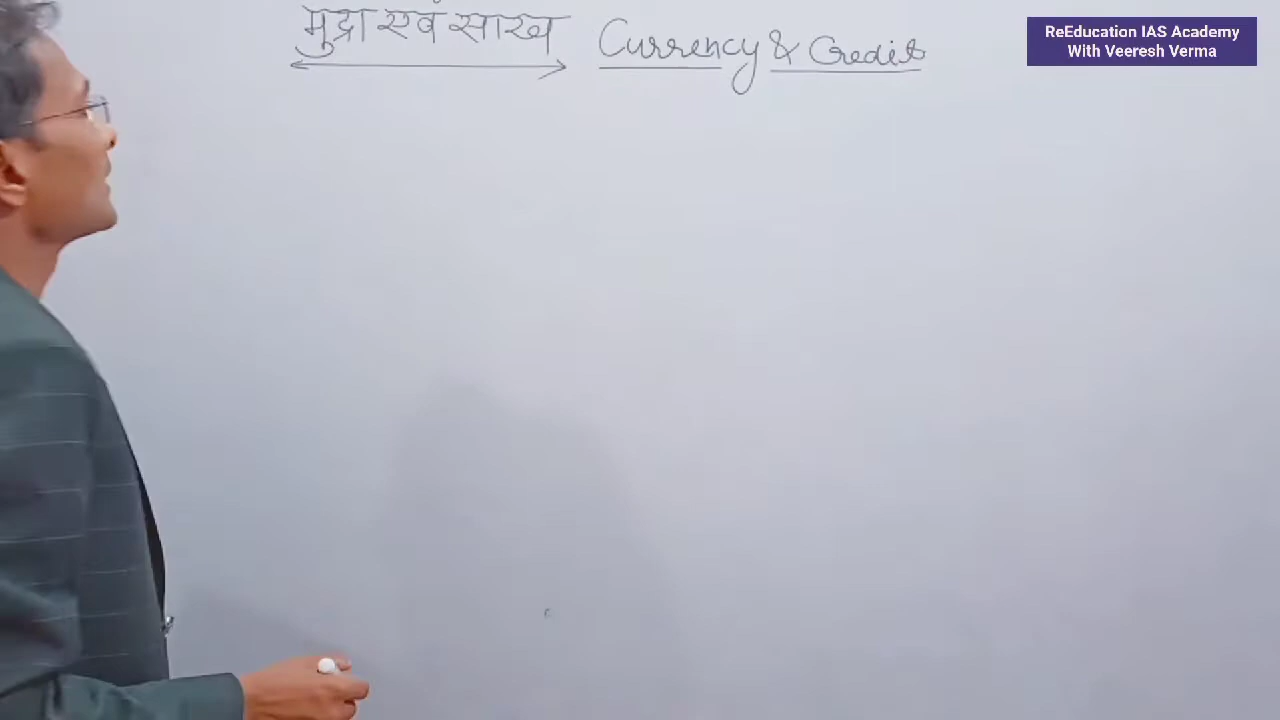 मुद्रा एवं साख Currency & Credit
ReEducation IAS Academy
With Veeresh Verma